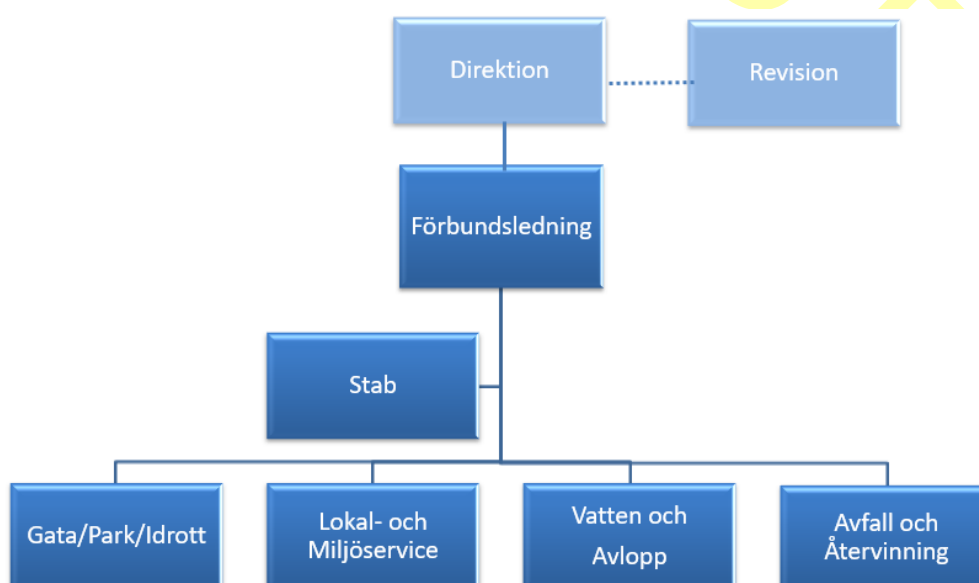 Direktion
Revision
Förbundsledning
Stab
Gata/Park/Idrott
Lokal- och
Miljöservice
Vatten och
Avlopp
Avfall och
Återvinning